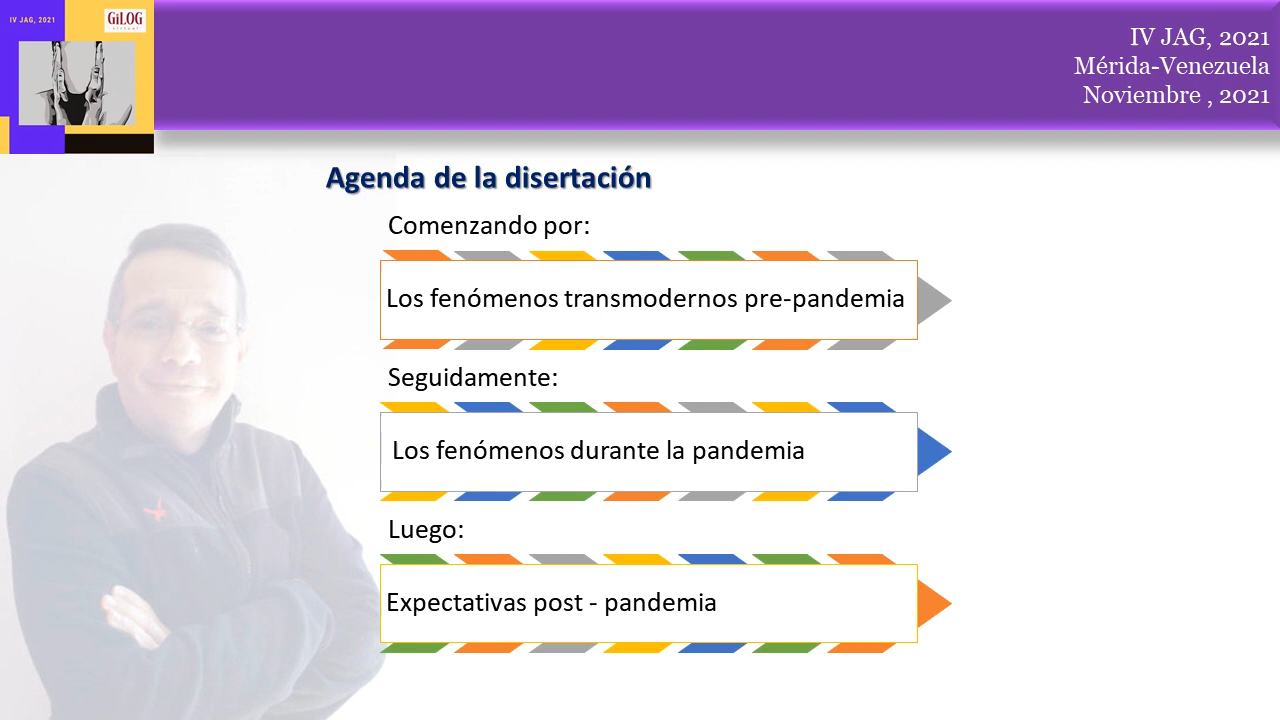 IV JAG, 2021
GiLOG
virtual
IV JAG, 2021
Mérida-Venezuela
Noviembre , 2021
Agenda de la disertación
Comenzando por:
Los fenómenos transmodernos pre-pandemia
Seguidamente:
Los fenómenos durante la pandemia
Luego:
Expectativas post - pandemia